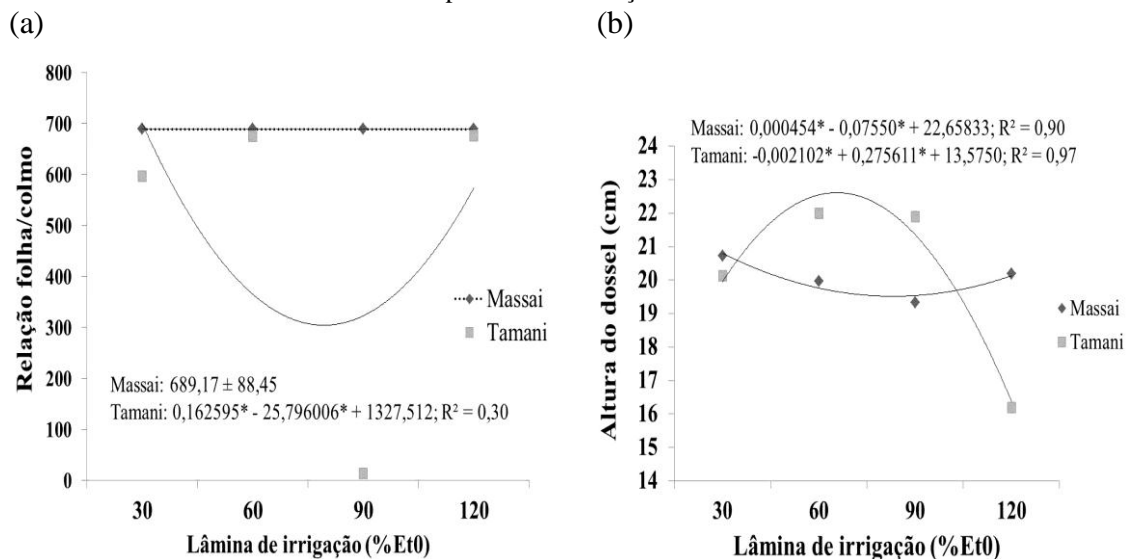 (a)
Relação folha/colmo
800
700
600
500
400
300
200
100
0
30 60 90 120
Lâmina de irrigação (%Et0)
Massai
Tamani
Massai: 689,17 ± 88,45
Tamani: 0,162595* - 25,796006* + 1327,512; R² = 0,30
(b)
Massai: 0,000454* - 0,07550* + 22,65833; R² = 0,90
Tamani: -0,002102* + 0,275611* + 13,5750; R² = 0,97
Altura do dossel (cm)
24
23
22
21
20
19
18
17
16
15
14
30 60 90 120
Lâmina de irrigação (%Et0)
Massai
Tamani